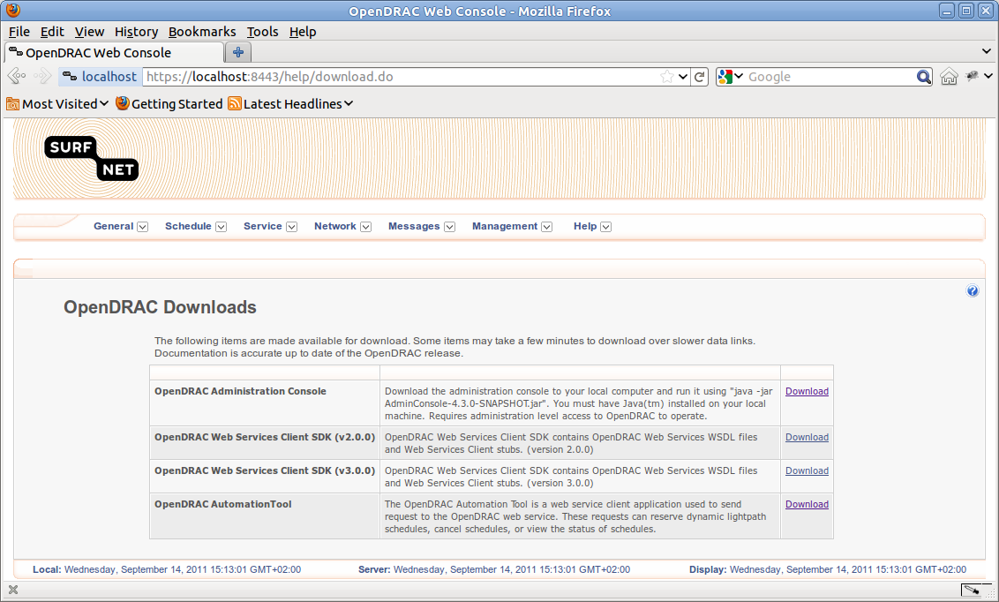 OpenDRAC Web Console - Mozilla Firefox
File Edit View History Bookmarks Tools Help
OpenDRAC Web Console
localhost https://localhost:8443/help/download.do Google
Most Visited Getting Started Latest Headlines
SURF
NET
General Schedule Service Network Messages Management Help
?
OpenDRAC Downloads
The following items are made available for download. Some items may take a few minutes to download over slower data links.
Documentation is accurate up to date of the OpenDRAC release.
OpenDRAC Administration Console
Download the administration console to your local computer and run it using "java -jar
AdminConsole-4.3.0-SNAPSHOT.jar". You must have Java(tm) installed on your local
machine. Requires administration level access to OpenDRAC to operate.
Download
OpenDRAC Web Services Client SDK (v2.0.0)
OpenDRAC Web Services Client SDK contains OpenDRAC Web Services WSDL files
and Web Services Client stubs. (version 2.0.0)
Download
OpenDRAC Web Services Client SDK (v3.0.0)
OpenDRAC Web Services Client SDK contains OpenDRAC Web Services WSDL files
and Web Services Client stubs. (version 3.0.0)
Download
OpenDRAC AutomationTool
The OpenDRAC Automation Tool is a web service client application used to send
request to the OpenDRAC web service. These requests can reserve dynamic lightpath
schedules, cancel schedules, or view the status of schedules.
Download
Local: Wednesday, September 14, 2011 15:13:01 GMT+02:00 Server: Wednesday, September 14, 2011 15:13:01 GMT+02:00 Display: Wednesday, September 14, 2011 15:13:01 GMT+02:00